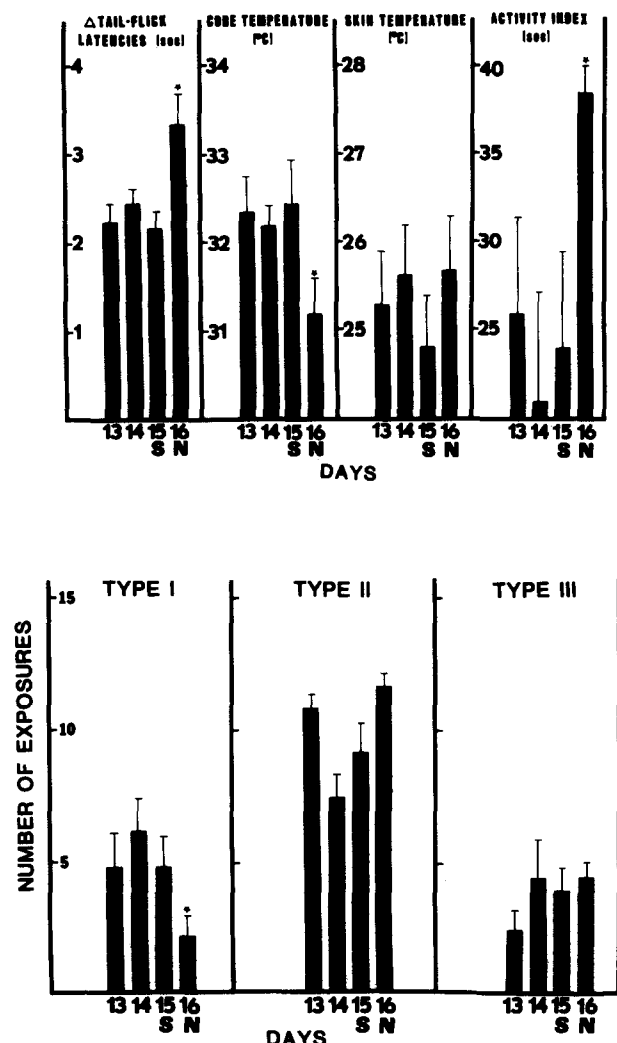 △TAIL-FLICK LATENCIES (sec)
CORE TEMPERATURE (°C)
SKIN TEMPERATURE (°C)
ACTIVITY INDEX (sec)
4
3
2
1
34
33
32
31
28
27
26
25
40
35
30
25
*
*
*
13 14 15 16
S N
13 14 15 16
S N
13 14 15 16
S N
13 14 15 16
S N
DAYS
TYPE I
TYPE II
TYPE III
NUMBER OF EXPOSURES
15
10
5
*
13 14 15 16
S N
13 14 15 16
S N
13 14 15 16
S N
DAYS